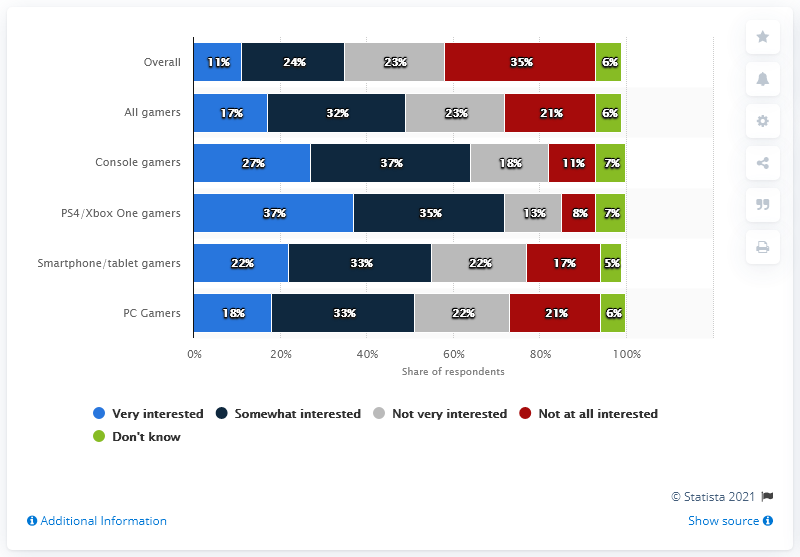 Overall 11% 24% 23% 35% 6%
All gamers 17% 32% 23% 21% 6%
Console gamers 27% 37% 18% 11% 7%
PS4/Xbox One gamers 37% 35% 13% 8% 7%
Smartphone/tablet gamers 22% 33% 22% 17% 5%
PC Gamers 18% 33% 22% 21% 6%
0% 20% 40% 60% 80% 100%
Share of respondents
Very interested Somewhat interested Not very interested Not at all interested
Don't know
© Statista 2021
Additional Information Show source